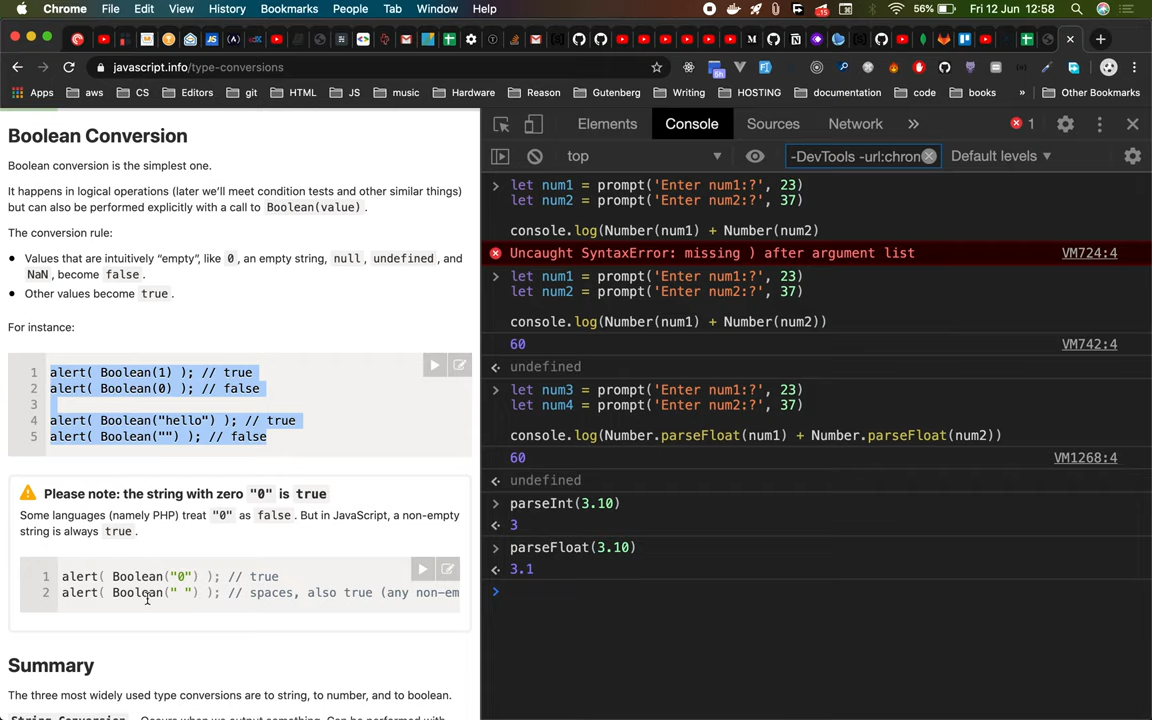 Chrome File Edit View History Bookmarks People Tab Window Help 15 56% Fri 12 Jun 12:58
javascript.info/type-conversions
Apps aws CS Editors git HTML JS music Hardware Reason Gutenberg Writing HOSTING documentation code books » Other Bookmarks
Boolean Conversion
Boolean conversion is the simplest one.
It happens in logical operations (later we'll meet condition tests and other similar things)
but can also be performed explicitly with a call to Boolean(value).
The conversion rule:
• Values that are intuitively “empty”, like 0, an empty string, null, undefined, and
NaN, become false.
• Other values become true.
For instance:
1 alert( Boolean(1) ); // true
2 alert( Boolean(0) ); // false
3
4 alert( Boolean("hello") ); // true
5 alert( Boolean("") ); // false
Please note: the string with zero "0" is true
Some languages (namely PHP) treat "0" as false. But in JavaScript, a non-empty
string is always true.
1 alert( Boolean("0") ); // true
2 alert( Boolean(" ") ); // spaces, also true (any non-em
Summary
The three most widely used type conversions are to string, to number, and to boolean.
String Conversion – Occurs when we output something. Can be performed with
Elements Console Sources Network » 1
top -DevTools -url:chron Default levels
let num1 = prompt('Enter num1:?', 23)
let num2 = prompt('Enter num2:?', 37)
console.log(Number(num1) + Number(num2)
Uncaught SyntaxError: missing ) after argument list VM724:4
let num1 = prompt('Enter num1:?', 23)
let num2 = prompt('Enter num2:?', 37)
console.log(Number(num1) + Number(num2))
60 VM742:4
undefined
let num3 = prompt('Enter num1:?', 23)
let num4 = prompt('Enter num2:?', 37)
console.log(Number.parseFloat(num1) + Number.parseFloat(num2))
60 VM1268:4
undefined
parseInt(3.10)
3
parseFloat(3.10)
3.1